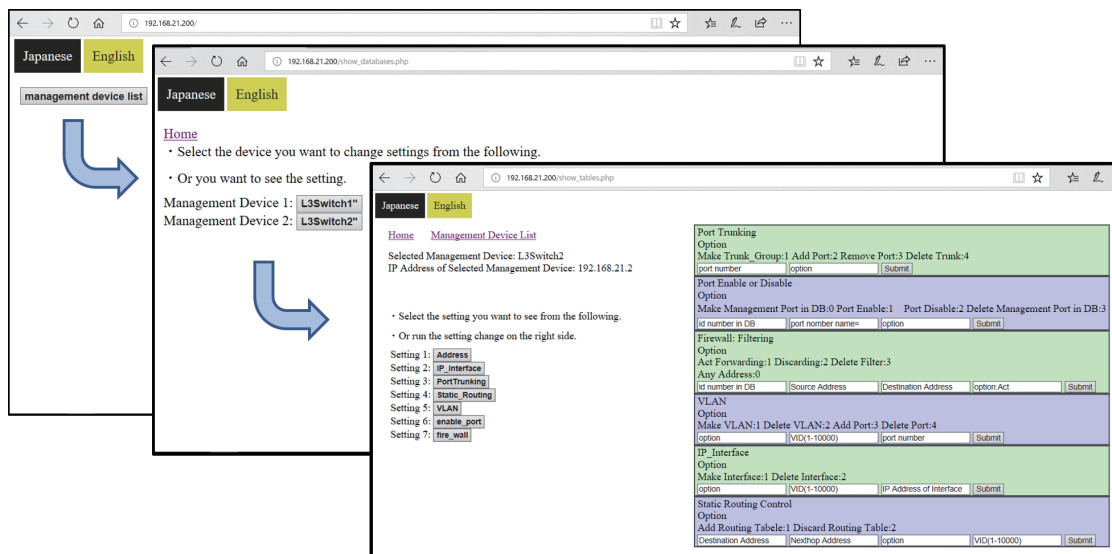 192.168.21.200/
Japanese English
management device list
192.168.21.200/show_databases.php
Japanese English
Home
・Select the device you want to change settings from the following.
・Or you want to see the setting.
Management Device 1: L3Switch1"
Management Device 2: L3Switch2"
192.168.21.200/show_tables.php
Japanese English
Home Management Device List
Selected Management Device: L3Switch2
IP Address of Selected Management Device: 192.168.21.2
・Select the setting you want to see from the following.
・Or run the setting change on the right side.
Setting 1: Address
Setting 2: IP_Interface
Setting 3: PortTrunking
Setting 4: Static_Routing
Setting 5: VLAN
Setting 6: enable_port
Setting 7: fire_wall
Port Trunking
Option
Make Trunk_Group:1 Add Port:2 Remove Port:3 Delete Trunk:4
port number option Submit
Port Enable or Disable
Option
Make Management Port in DB:0 Port Enable:1 Port Disable:2 Delete Management Port in DB:3
id number in DB port nomber name= option Submit
Firewall: Filtering
Option
Act Forwarding:1 Discarding:2 Delete Filter:3
Any Address:0
id number in DB Source Address Destination Address option:Act Submit
VLAN
Option
Make VLAN:1 Delete VLAN:2 Add Port:3 Delete Port:4
option VID(1-10000) port number Submit
IP_Interface
Option
Make Interface:1 Delete Interface:2
option VID(1-10000) IP Address of Interface Submit
Static Routing Control
Option
Add Routing Tabele:1 Discard Routing Table:2
Destination Address Nexthop Address option VID(1-10000) Submit